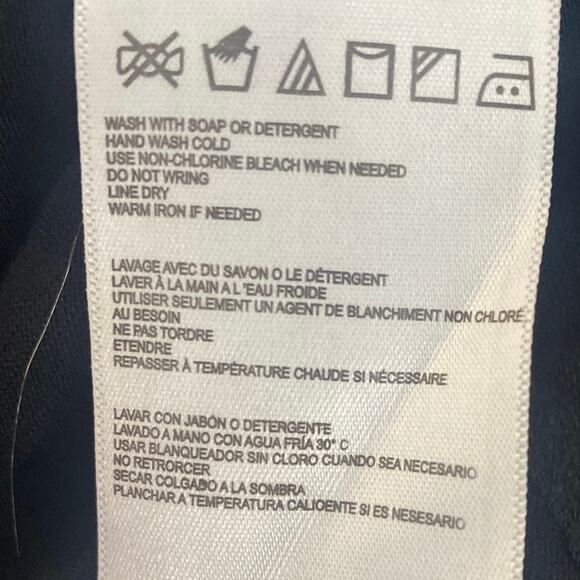 WASH WITH SOAP OR DETERGENT
HAND WASH COLD
USE NON-CHLORINE BLEACH WHEN NEEDED
DO NOT WRING
LINE DRY
WARM IRON IF NEEDED
LAVAGE AVEC DU SAVON O LE DÉTERGENT
LAVER À LA MAIN A L'EAU FROIDE
UTILISER SEULEMENT UN AGENT DE BLANCHIMENT NON CHLORÉ
AU BESOIN
NE PAS TORDRE
ETENDRE
REPASSER À TEMPÉRATURE CHAUDE SI NÉCESSAIRE
LAVAR CON JABÓN O DETERGENTE
LAVADO A MANO CON AGUA FRÍA 30° C
USAR BLANQUEADOR SIN CLORO CUANDO SEA NECESARIO
NO RETRORCER
SECAR COLGADO A LA SOMBRA
PLANCHAR A TEMPERATURA CALIOENTE SI ES NESESARIO